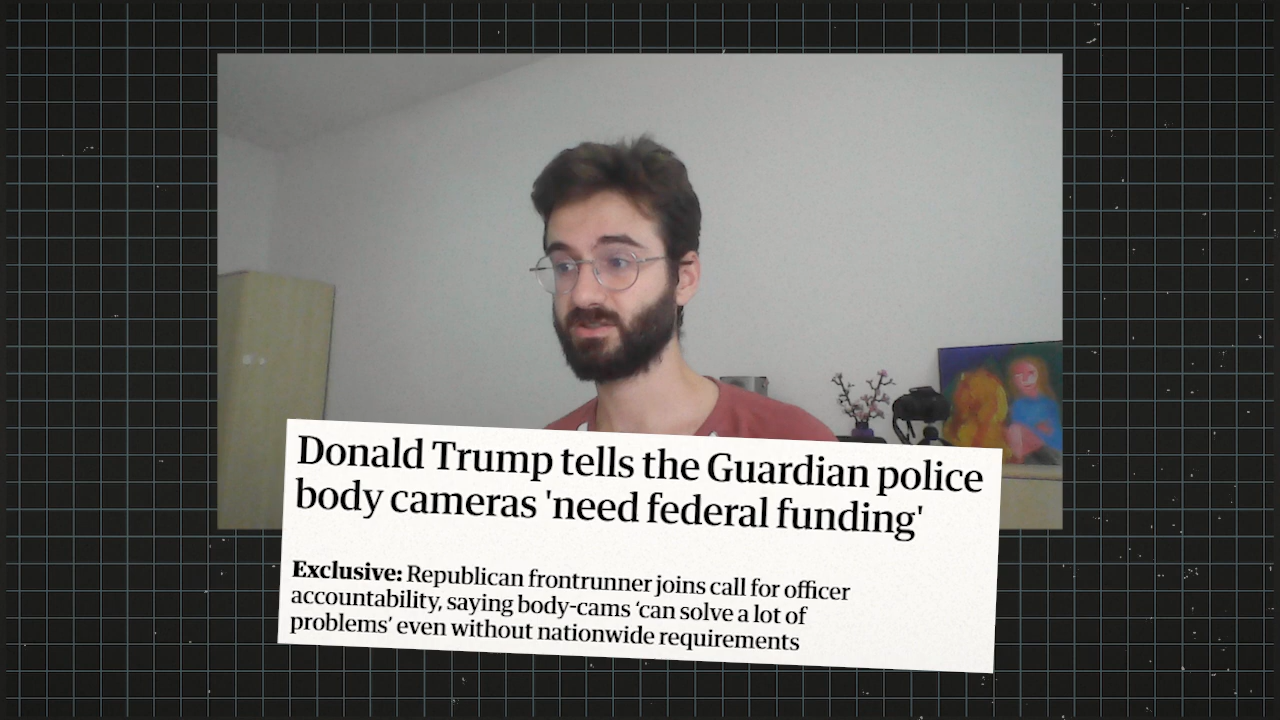 Donald Trump tells the Guardian police
body cameras 'need federal funding'
Exclusive: Republican frontrunner joins call for officer
accountability, saying body-cams ‘can solve a lot of
problems’ even without nationwide requirements